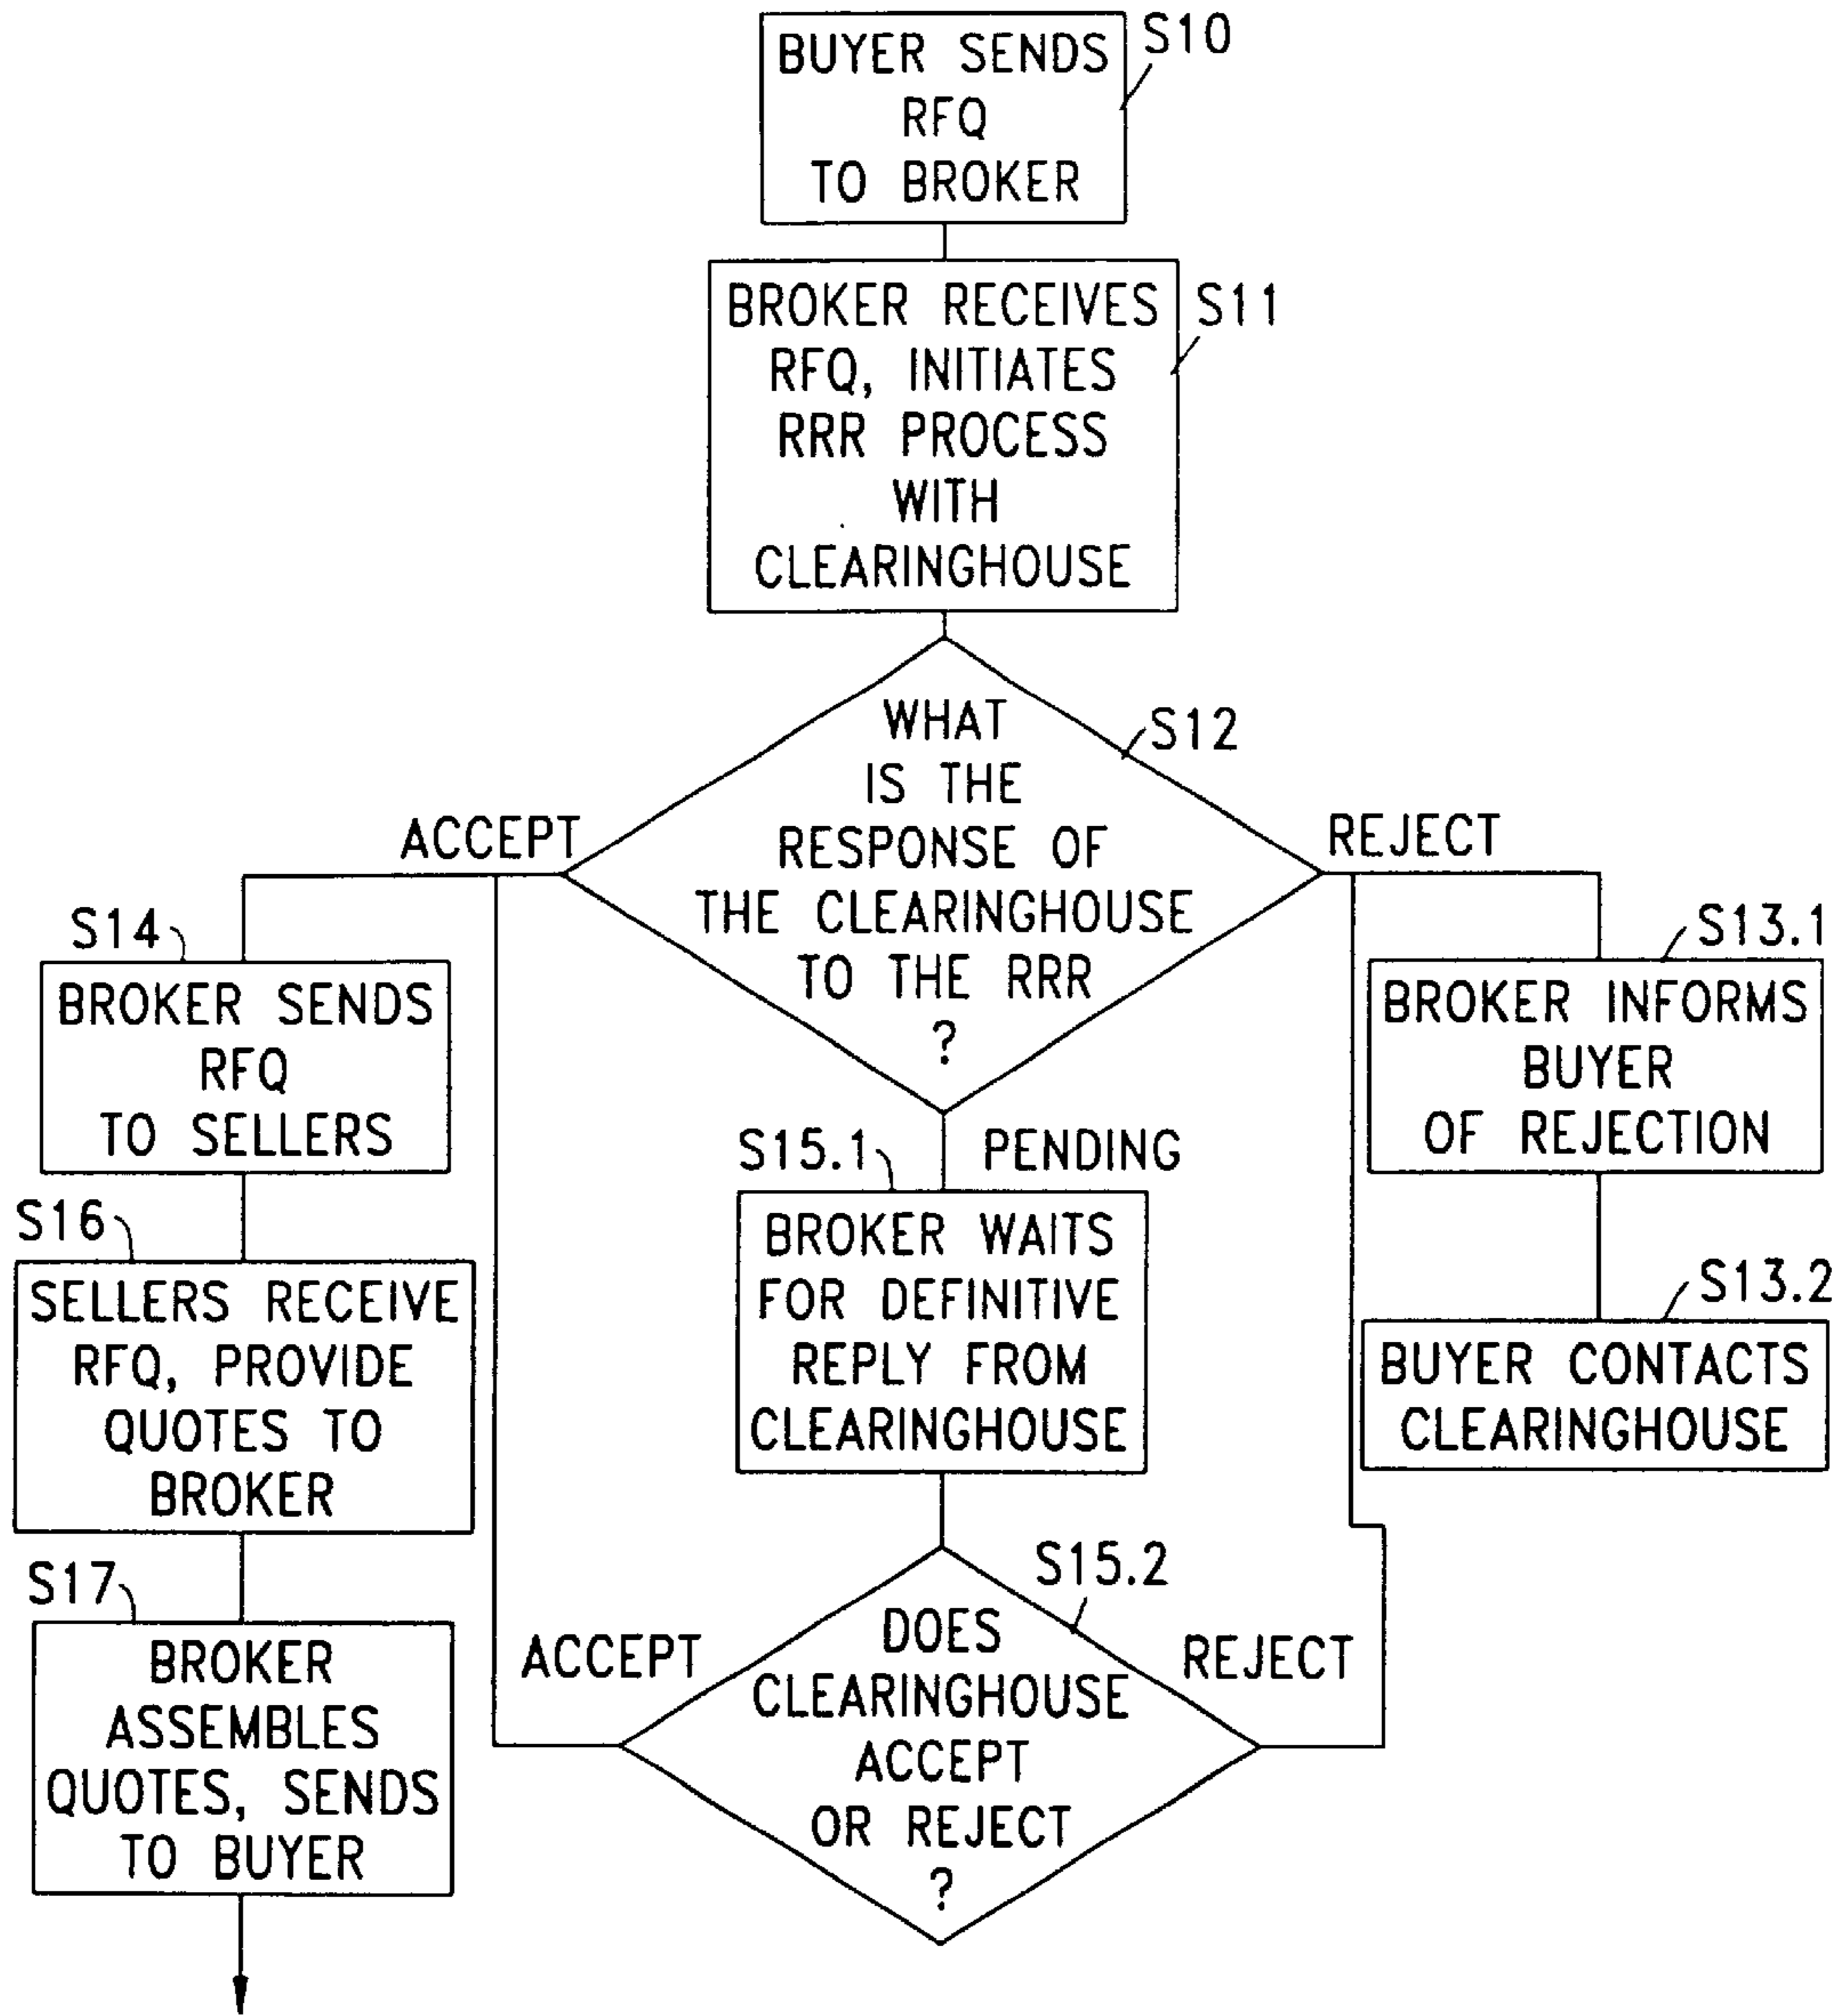 BUYER SENDS
RFQ
TO BROKER
S10
BROKER RECEIVES
RFQ, INITIATES
RRR PROCESS
WITH
CLEARINGHOUSE
S11
WHAT
IS THE
RESPONSE OF
THE CLEARINGHOUSE
TO THE RRR
?
S12
ACCEPT
REJECT
S14
BROKER SENDS
RFQ
TO SELLERS
S16
SELLERS RECEIVE
RFQ, PROVIDE
QUOTES TO
BROKER
S17
BROKER
ASSEMBLES
QUOTES, SENDS
TO BUYER
PENDING
S15.1
BROKER WAITS
FOR DEFINITIVE
REPLY FROM
CLEARINGHOUSE
S15.2
DOES
CLEARINGHOUSE
ACCEPT
OR REJECT
?
ACCEPT
REJECT
S13.1
BROKER INFORMS
BUYER
OF REJECTION
S13.2
BUYER CONTACTS
CLEARINGHOUSE